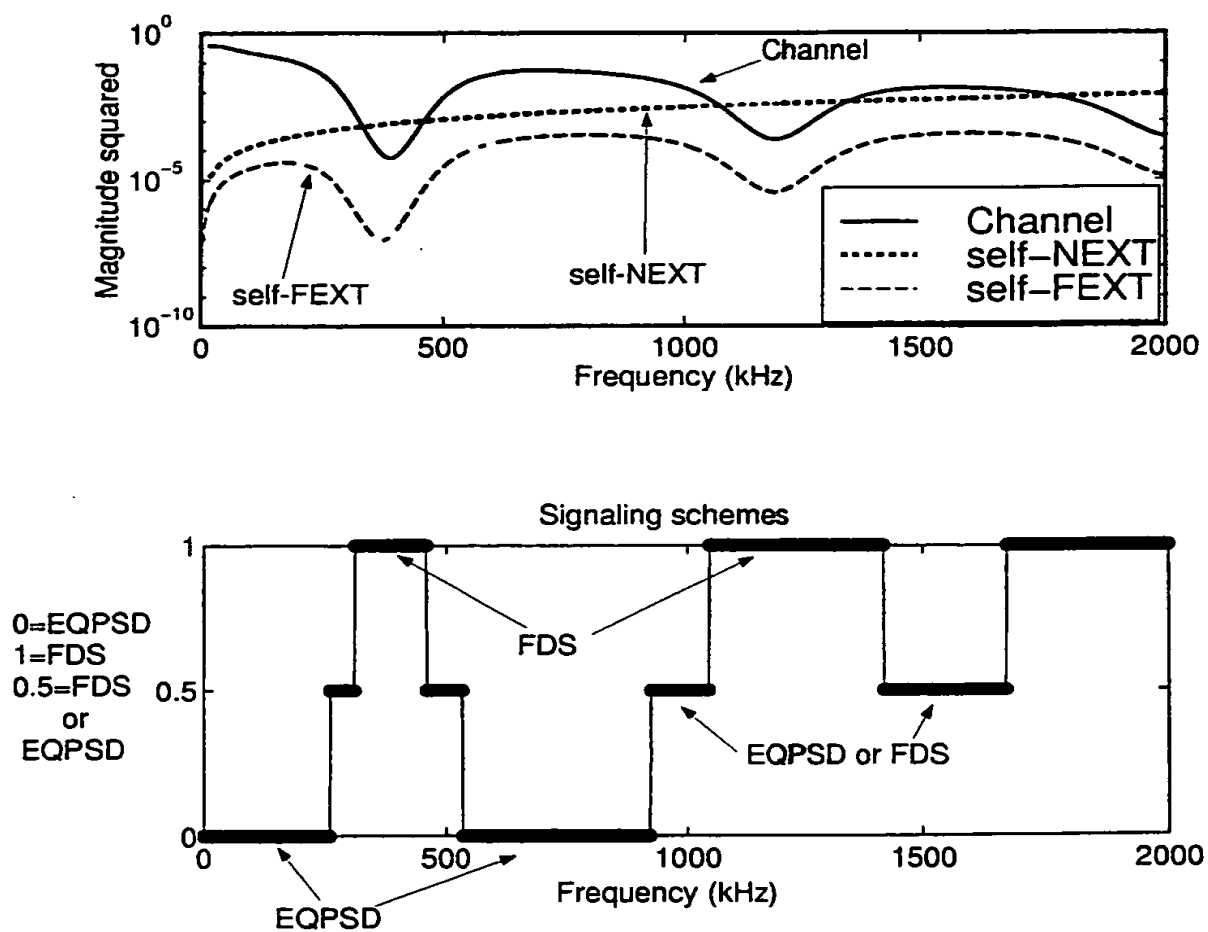 10^0
10^-5
10^-10
Magnitude squared
Channel
self-FEXT
self-NEXT
Channel
self-NEXT
self-FEXT
0
500
1000
1500
2000
Frequency (kHz)
Signaling schemes
1
0.5
0
0=EQPSD
1=FDS
0.5=FDS
or
EQPSD
FDS
EQPSD or FDS
0
500
1000
1500
2000
Frequency (kHz)
EQPSD